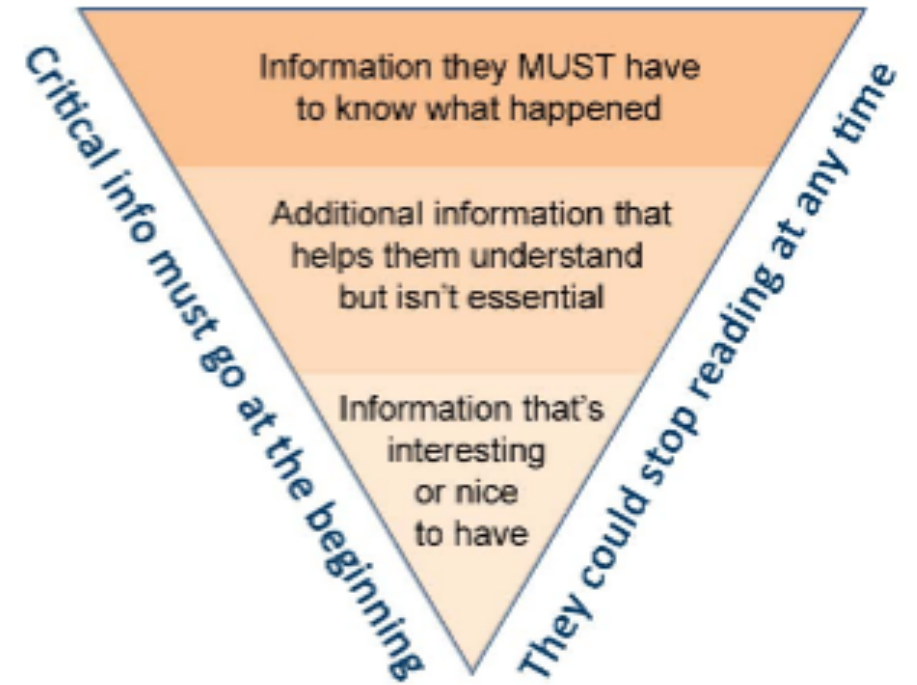 Information they MUST have
to know what happened
Additional information that
helps them understand
but isn't essential
Information that's
interesting
or nice
to have
Critical info must go at the beginning
They could stop reading at any time